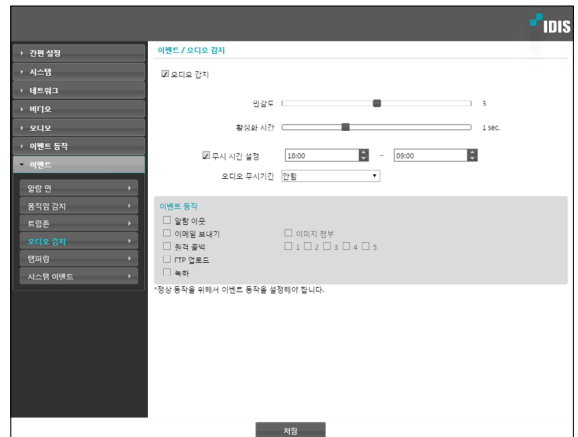 IDIS
간편 설정
시스템
네트워크
비디오
오디오
이벤트 동작
이벤트
알람 인
움직임 감지
트립존
오디오 감지
탬퍼링
시스템 이벤트
이벤트 / 오디오 감지
오디오 감지
민감도 3
활성화 시간 1 sec.
무시 시간 설정 18:00 ~ 09:00
오디오 무시기간 안함
이벤트 동작
알람 아웃
이메일 보내기 이미지 첨부
원격 콜백 1 2 3 4 5
FTP 업로드
녹화
*정상 동작을 위해서 이벤트 동작을 설정해야 합니다.
저장